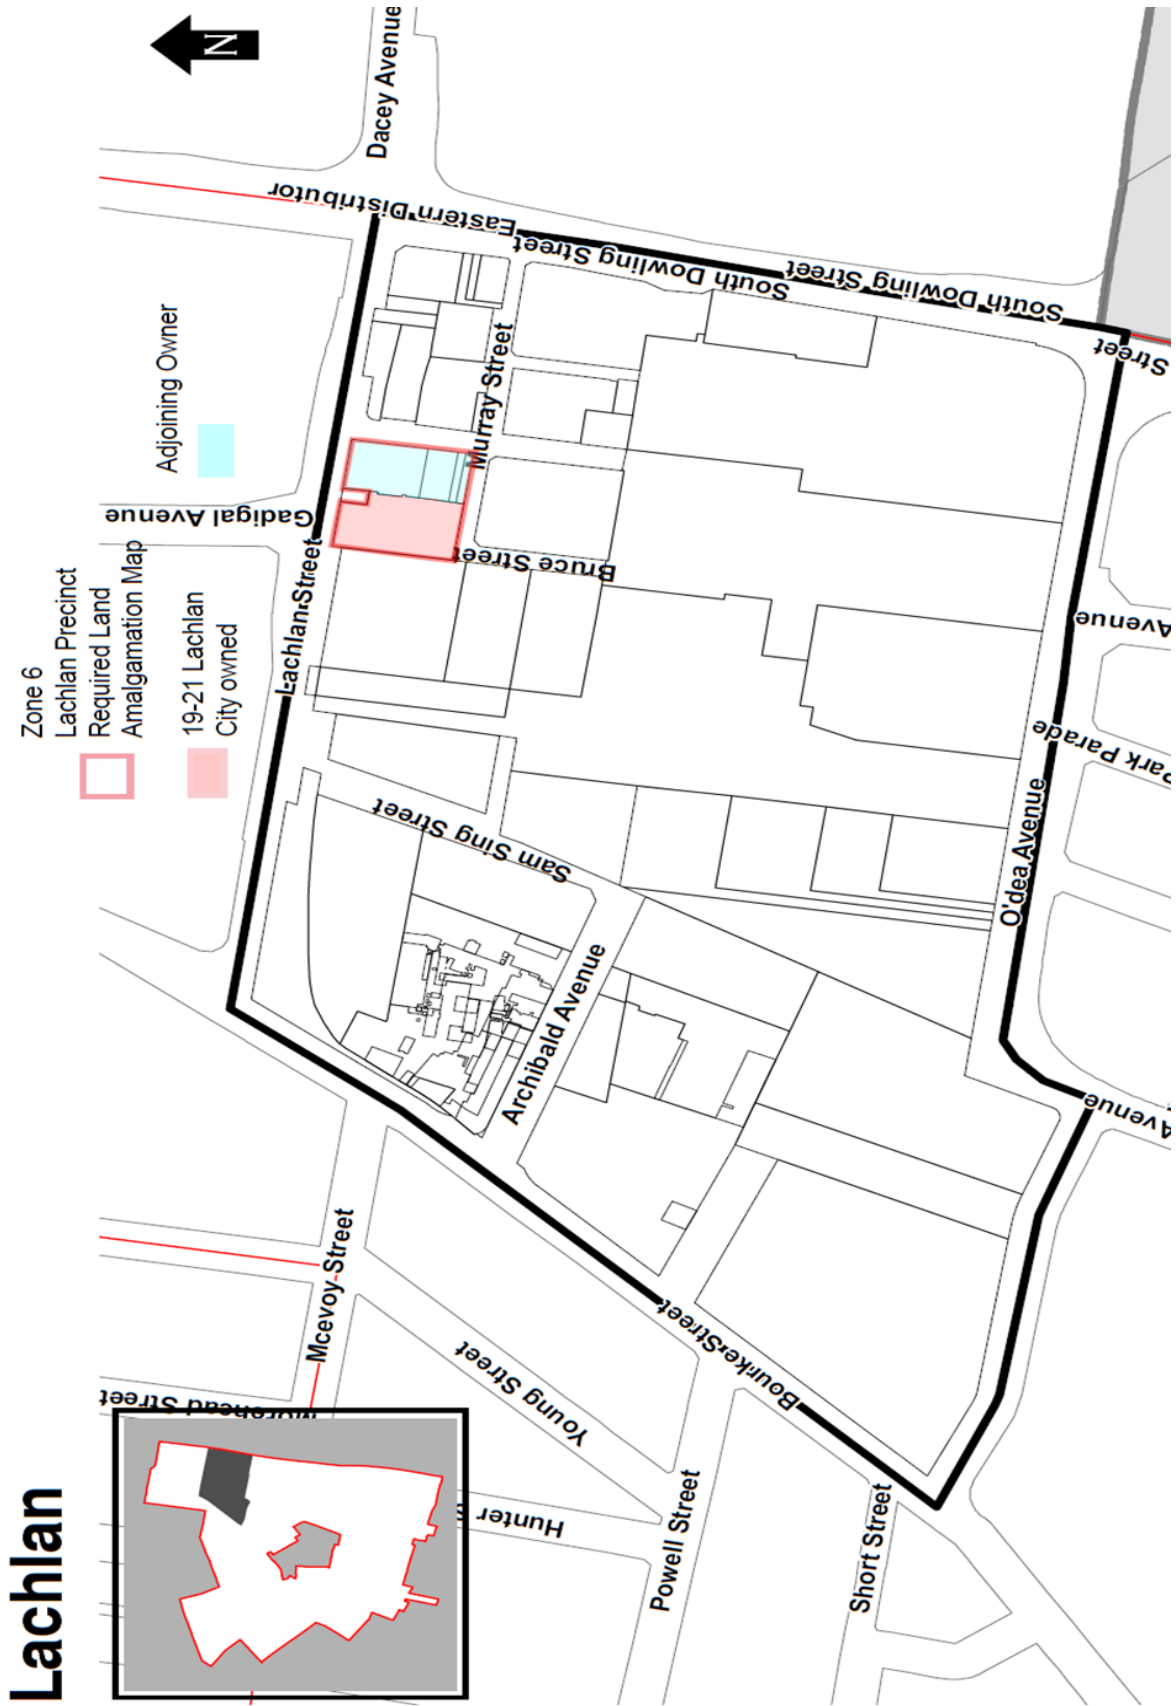 Lachlan
Zone 6
Lachlan Precinct
Required Land
Amalgamation Map
19-21 Lachlan
City owned
Adjoining Owner
N
Dacey Avenue
Eastern Distributor
South Dowling Street
South Dowling Street
Street
Gadigal Avenue
Lachlan Street
Murray Street
Bruce Street
Sam Sing Street
Archibald Avenue
O'dea Avenue
Avenue
Park Parade
Avenue
Mcevoy Street
Morehead Street
Young Street
Bourke Street
Hunter
Powell Street
Short Street